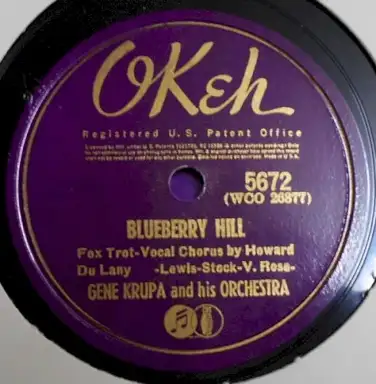 OKeh
Registered U.S. Patent Office
5672
(WCO 26877)
BLUEBERRY HILL
Fox Trot-Vocal Chorus by Howard
Du Lany -Lewis-Stock-V. Rose-
GENE KRUPA and his ORCHESTRA